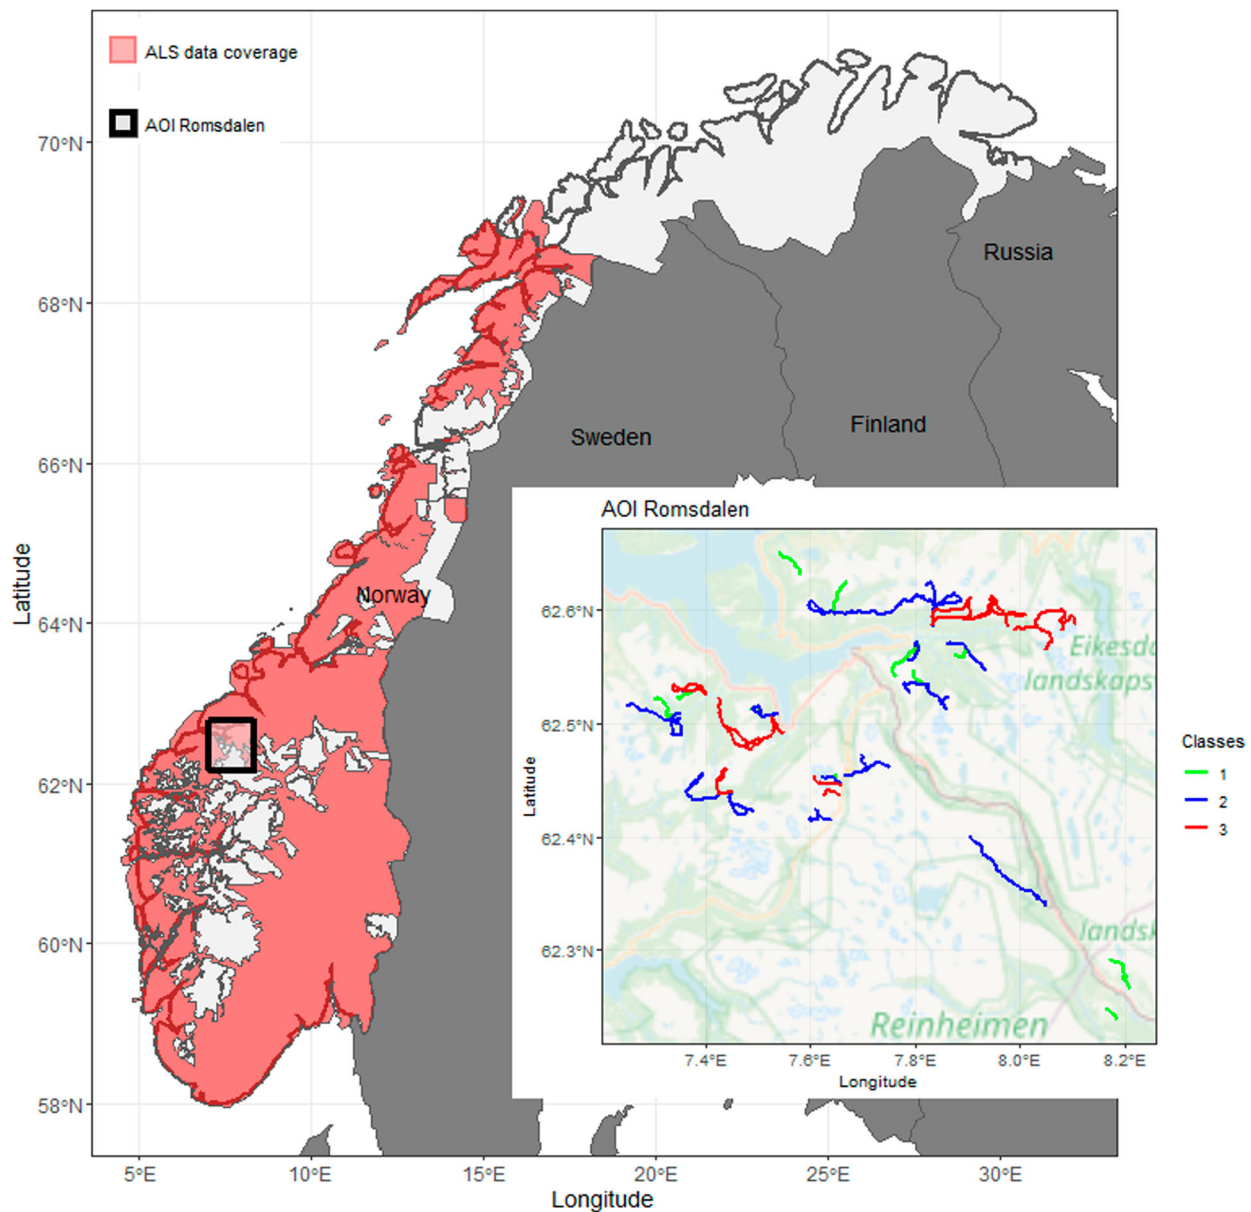 ALS data coverage
AOI Romsdalen
70°N
68°N
66°N
64°N
62°N
60°N
58°N
Latitude
Russia
Finland
Sweden
Norway
5°E
10°E
15°E
20°E
25°E
30°E
Longitude
AOI Romsdalen
62.6°N
62.5°N
62.4°N
62.3°N
Latitude
Eikesd
landskaps
landsk
Reinheimen
7.4°E
7.6°E
7.8°E
8.0°E
8.2°E
Longitude
Classes
1
2
3